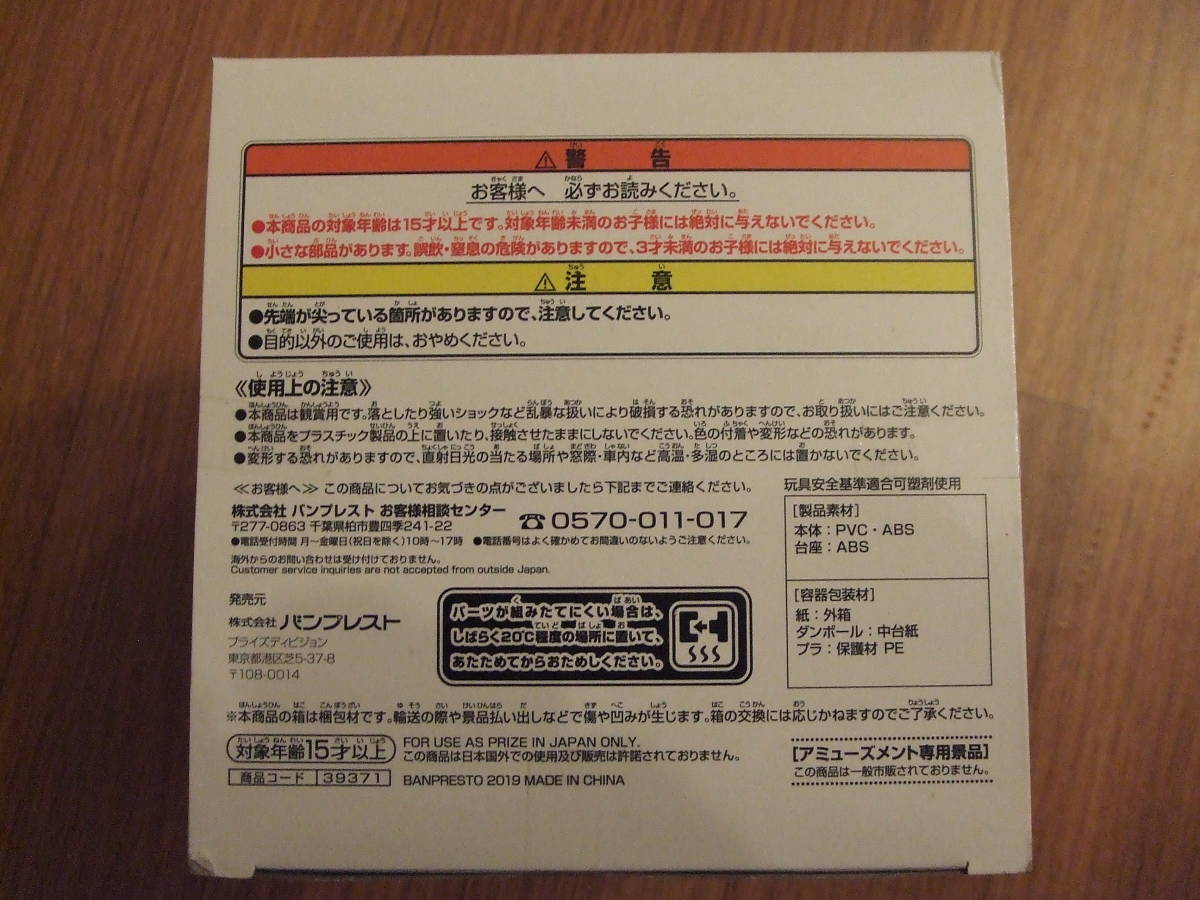 ⚠ 警 告
お客様へ 必ずお読みください。
●本商品の対象年齢は15才以上です。対象年齢未満のお子様には絶対に与えないでください。
●小さな部品があります。誤飲・窒息の危険がありますので、3才未満のお子様には絶対に与えないでください。
⚠ 注 意
●先端が尖っている箇所がありますので、注意してください。
●目的以外のご使用は、おやめください。
《使用上の注意》
●本商品は観賞用です。落としたり強いショックなど乱暴な扱いにより破損する恐れがありますので、お取り扱いにはご注意ください。
●本商品をプラスチック製品の上に置いたり、接触させたままにしないでください。色の付着や変形などの恐れがあります。
●変形する恐れがありますので、直射日光の当たる場所や窓際・車内など高温・多湿のところには置かないでください。
≪お客様へ≫ この商品についてお気づきの点がございましたら下記までご連絡ください。
株式会社 バンプレスト お客様相談センター
〒277-0863 千葉県柏市豊四季241-22
☎ 0570-011-017
●電話受付時間 月～金曜日(祝日を除く)10時～17時 ●電話番号はよく確かめてお間違いのないようご注意ください。
海外からのお問い合わせは受け付けておりません。
Customer service inquiries are not accepted from outside Japan.
玩具安全基準適合可塑剤使用
[製品素材]
本体：PVC・ABS
台座：ABS
[容器包装材]
紙：外箱
ダンボール：中台紙
プラ：保護材 PE
発売元
株式会社 バンプレスト
プライズディビジョン
東京都港区芝5-37-8
〒108-0014
パーツが組みたてにくい場合は、
しばらく20℃程度の場所に置いて、
あたためてからおためしください。
※本商品の箱は梱包材です。輸送の際や景品払い出しなどで傷や凹みが生じます。箱の交換には応じかねますのでご了承ください。
対象年齢15才以上
商品コード 39371
FOR USE AS PRIZE IN JAPAN ONLY.
この商品は日本国外での使用及び販売は許諾されておりません。
BANPRESTO 2019 MADE IN CHINA
[アミューズメント専用景品]
この商品は一般市販されておりません。